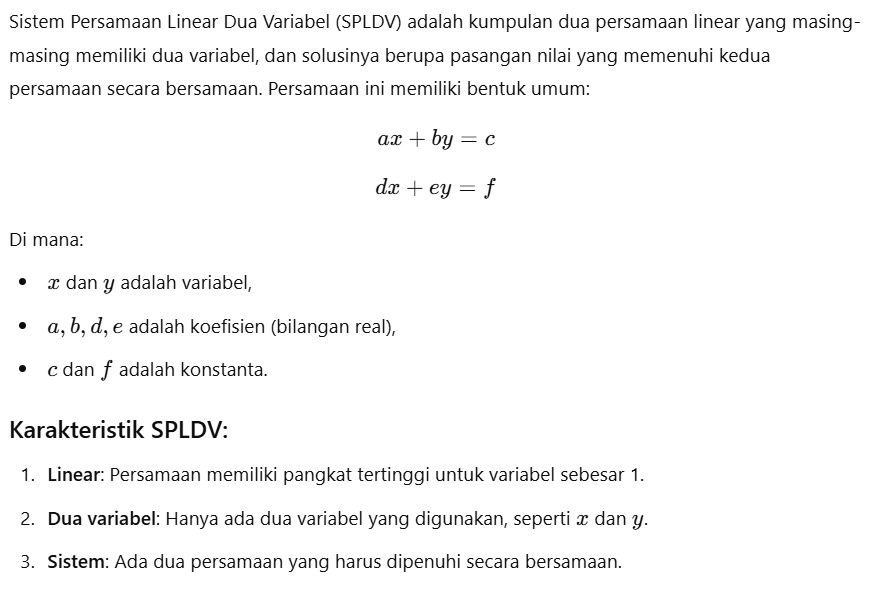 Sistem Persamaan Linear Dua Variabel (SPLDV) adalah kumpulan dua persamaan linear yang masing-
masing memiliki dua variabel, dan solusinya berupa pasangan nilai yang memenuhi kedua
persamaan secara bersamaan. Persamaan ini memiliki bentuk umum:
ax + by = c
dx + ey = f
Di mana:
• x dan y adalah variabel,
• a, b, d, e adalah koefisien (bilangan real),
• c dan f adalah konstanta.
Karakteristik SPLDV:
1. Linear: Persamaan memiliki pangkat tertinggi untuk variabel sebesar 1.
2. Dua variabel: Hanya ada dua variabel yang digunakan, seperti x dan y.
3. Sistem: Ada dua persamaan yang harus dipenuhi secara bersamaan.